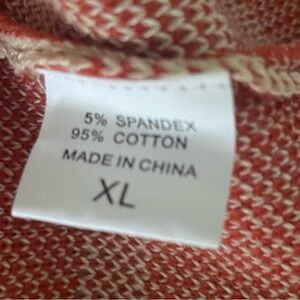 5% SPANDEX
95% COTTON
MADE IN CHINA
XL